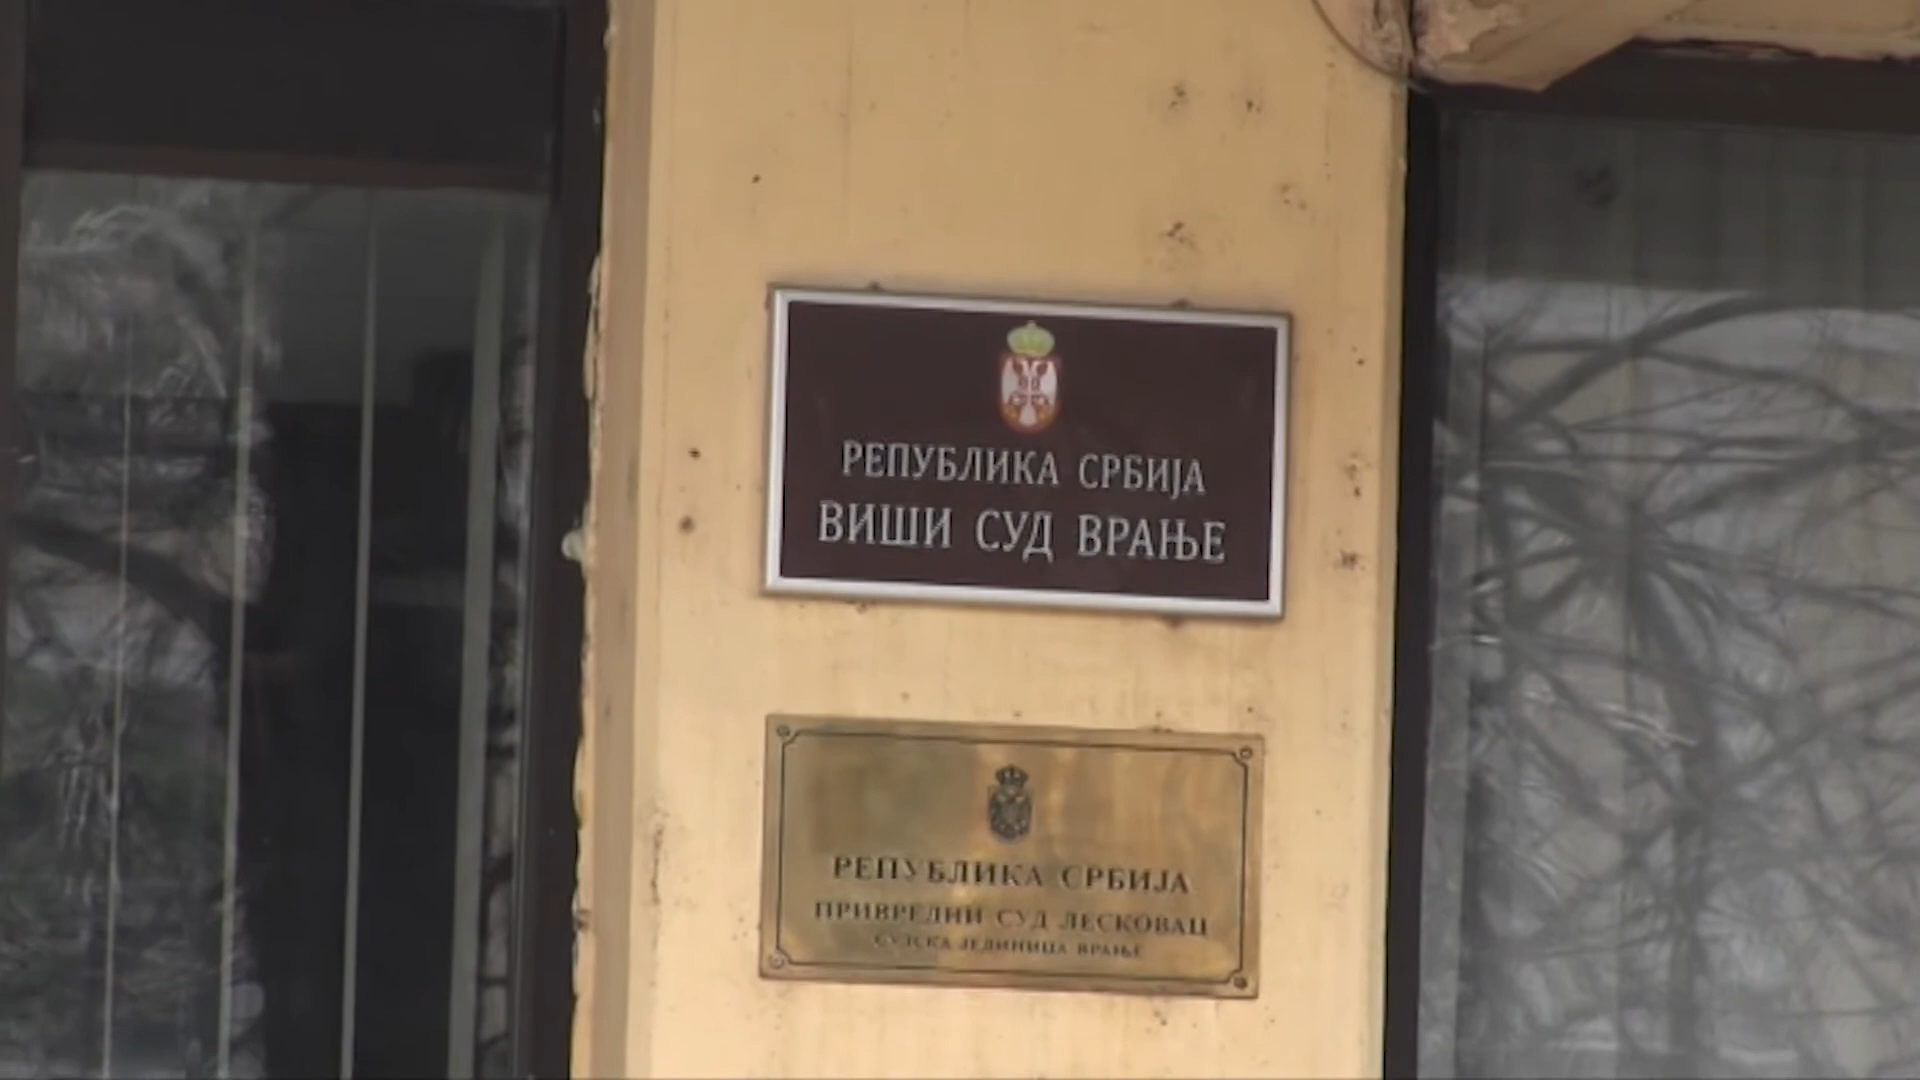 РЕПУБЛИКА СРБИЈА
ВИШИ СУД ВРАЊЕ
РЕПУБЛИКА СРБИЈА
ПРИВРЕДНИ СУД ЛЕСКОВАЦ
СУДСКА ЈЕДИНИЦА ВРАЊЕ